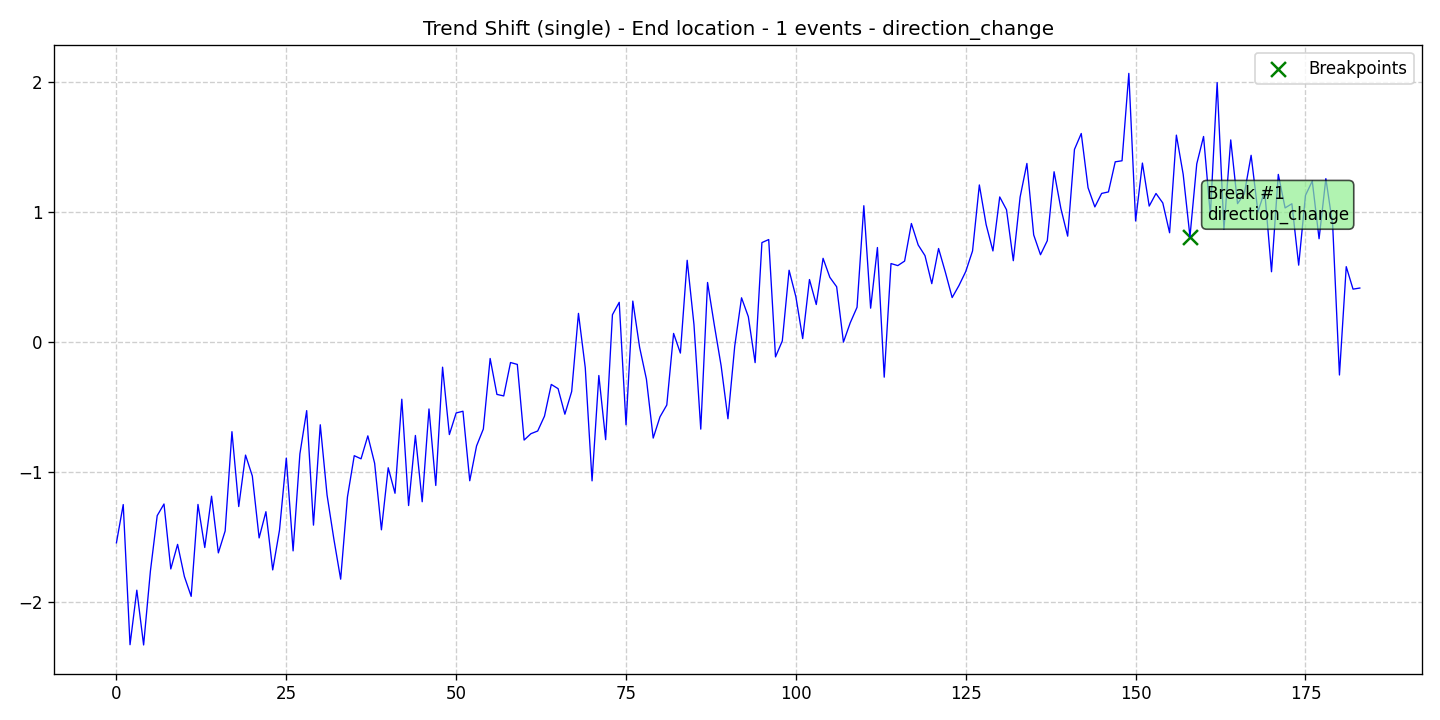 Trend Shift (single) - End location - 1 events - direction_change
Breakpoints
Break #1
direction_change
2
1
0
−1
−2
0 25 50 75 100 125 150 175